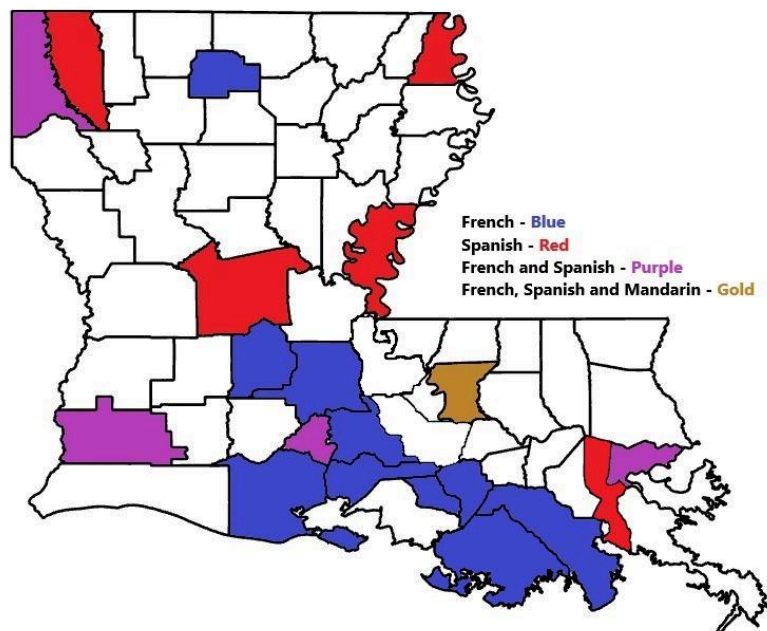 French - Blue
Spanish - Red
French and Spanish - Purple
French, Spanish and Mandarin - Gold